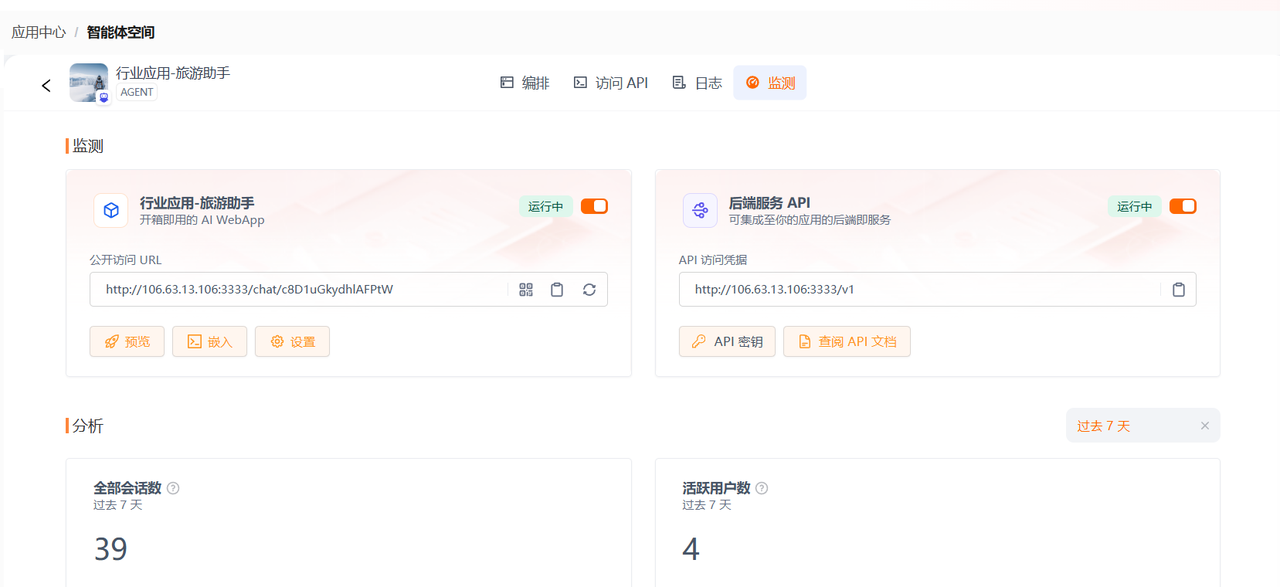 应用中心 / 智能体空间
行业应用-旅游助手
AGENT
编排
访问 API
日志
监测
监测
行业应用-旅游助手
开箱即用的 AI WebApp
运行中
公开访问 URL
http://106.63.13.106:3333/chat/c8D1uGkydhlAFPtW
预览
嵌入
设置
后端服务 API
可集成至你的应用的后端即服务
运行中
API 访问凭据
http://106.63.13.106:3333/v1
API 密钥
查阅 API 文档
分析
过去 7 天
全部会话数
过去 7 天
39
活跃用户数
过去 7 天
4